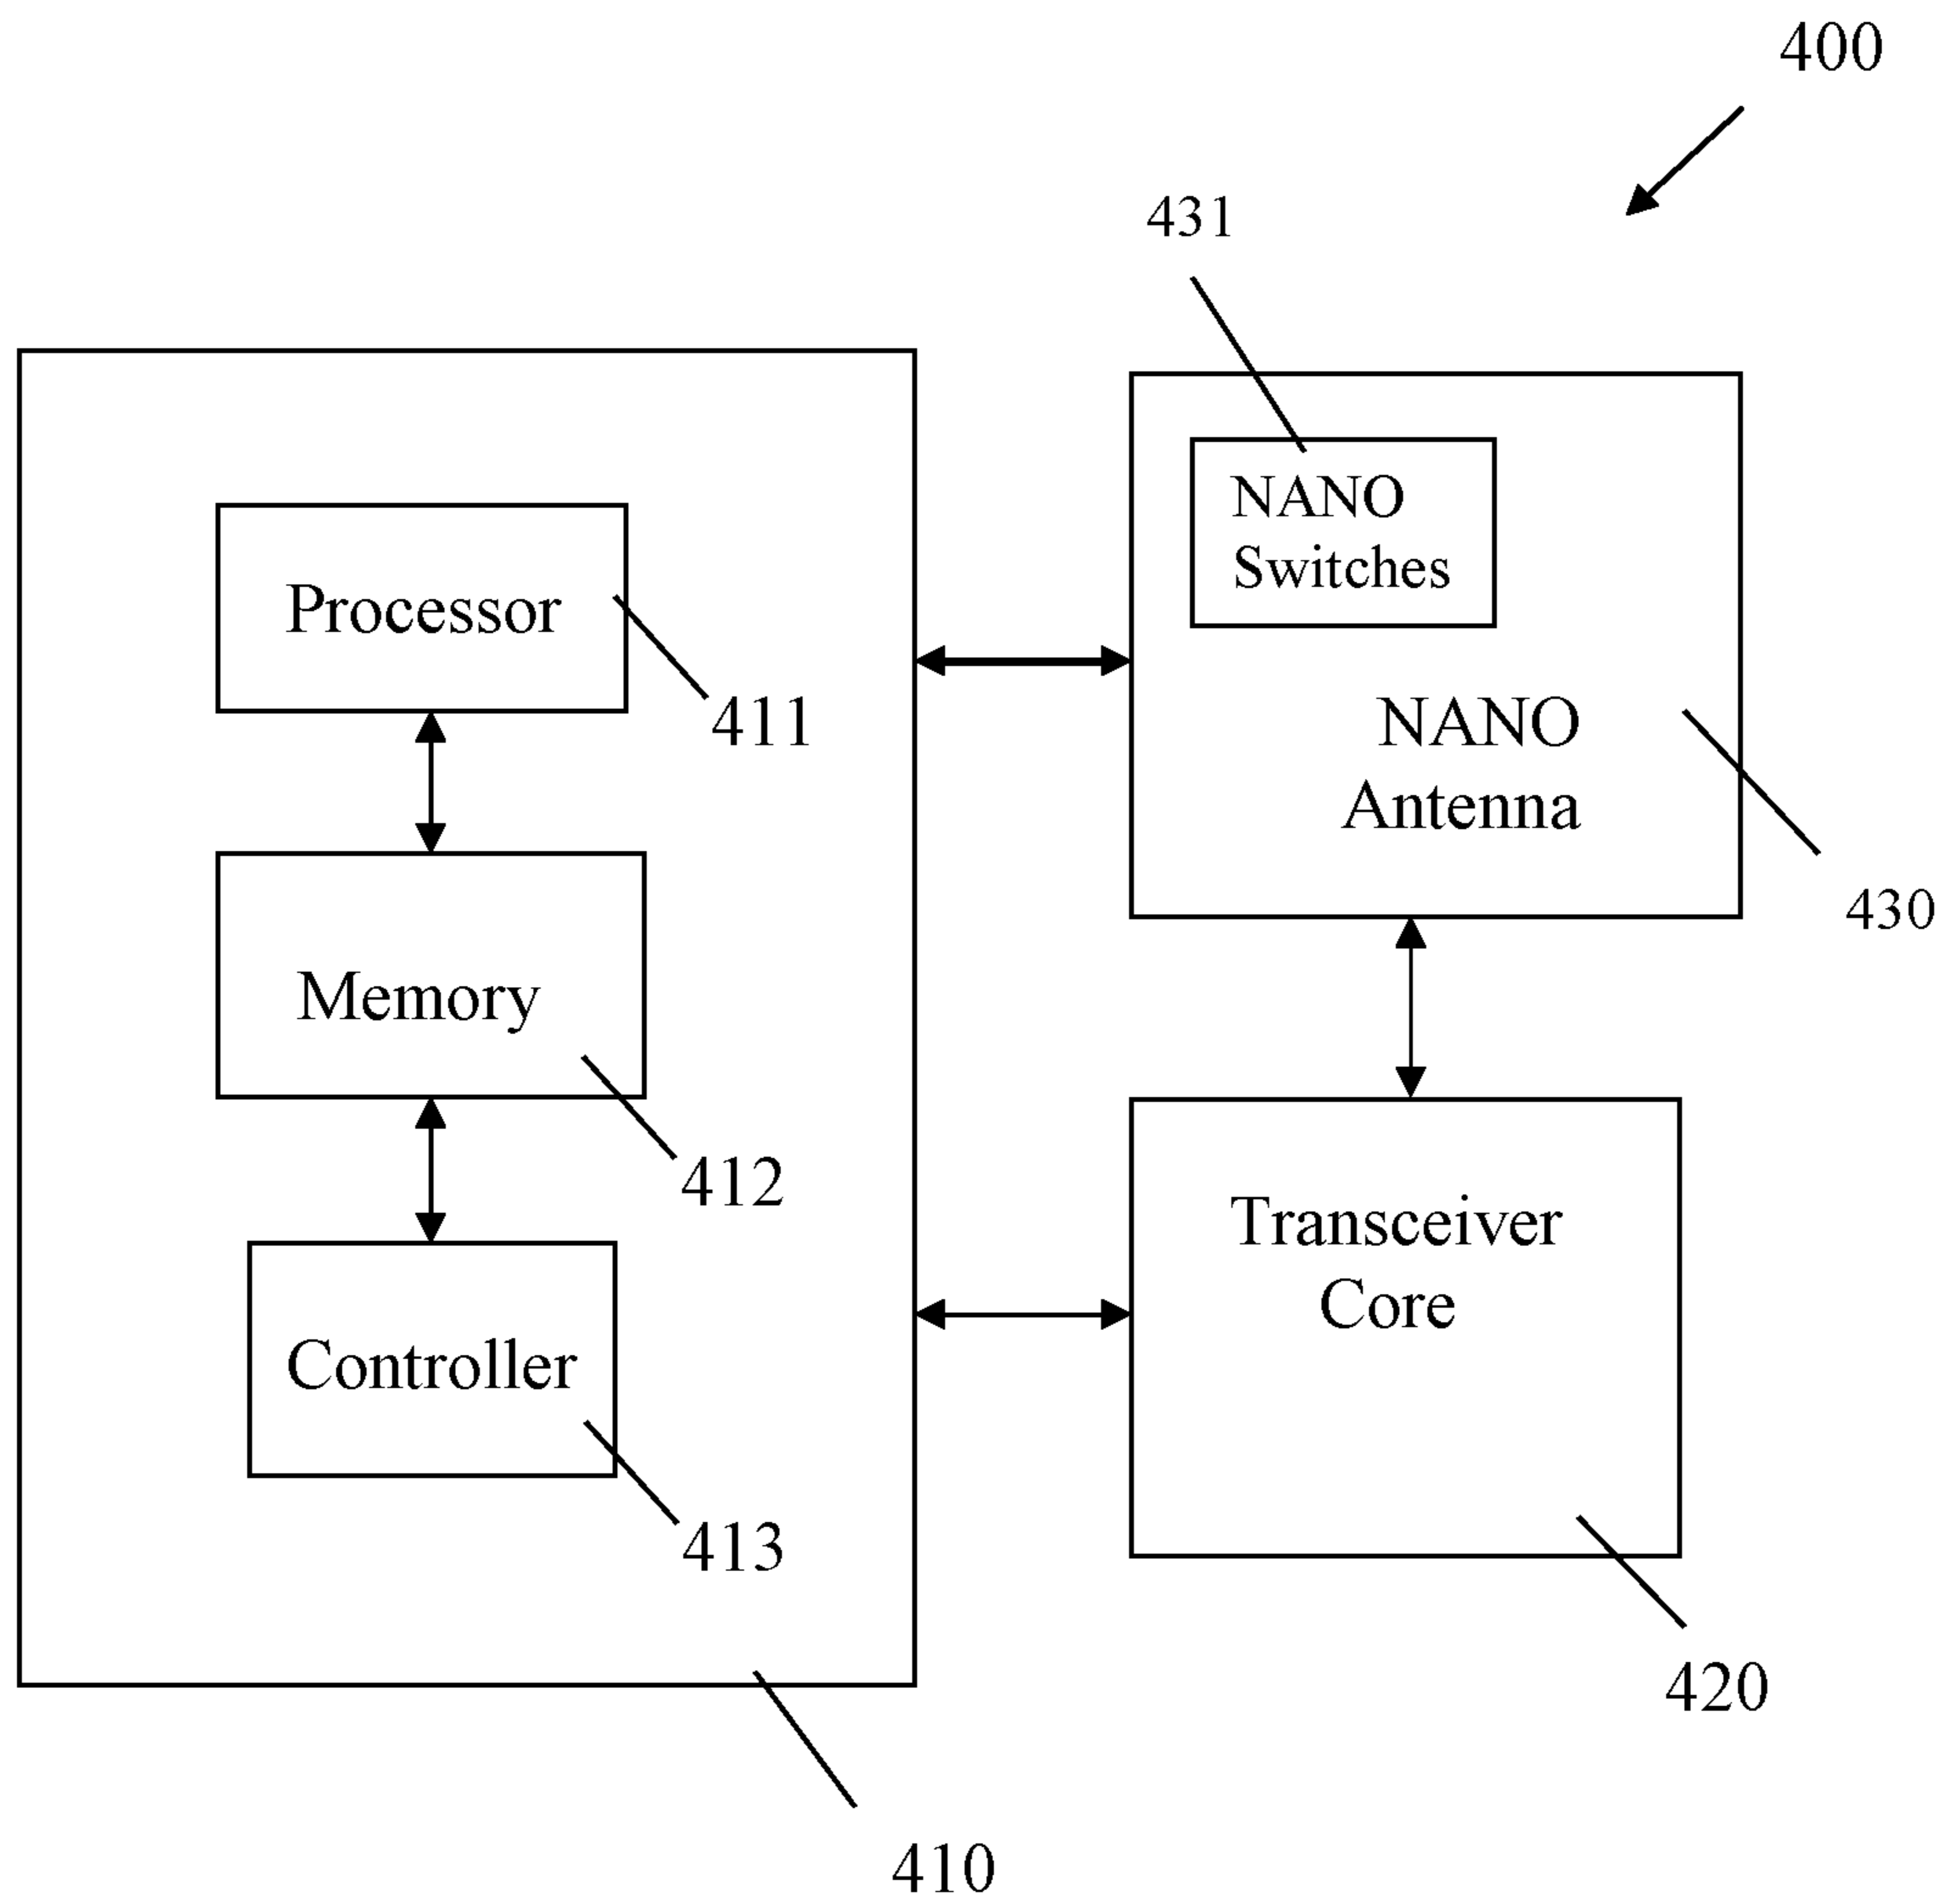 400
431
NANO
Switches
Processor
411
NANO
Antenna
430
Memory
412
Transceiver
Core
Controller
413
420
410